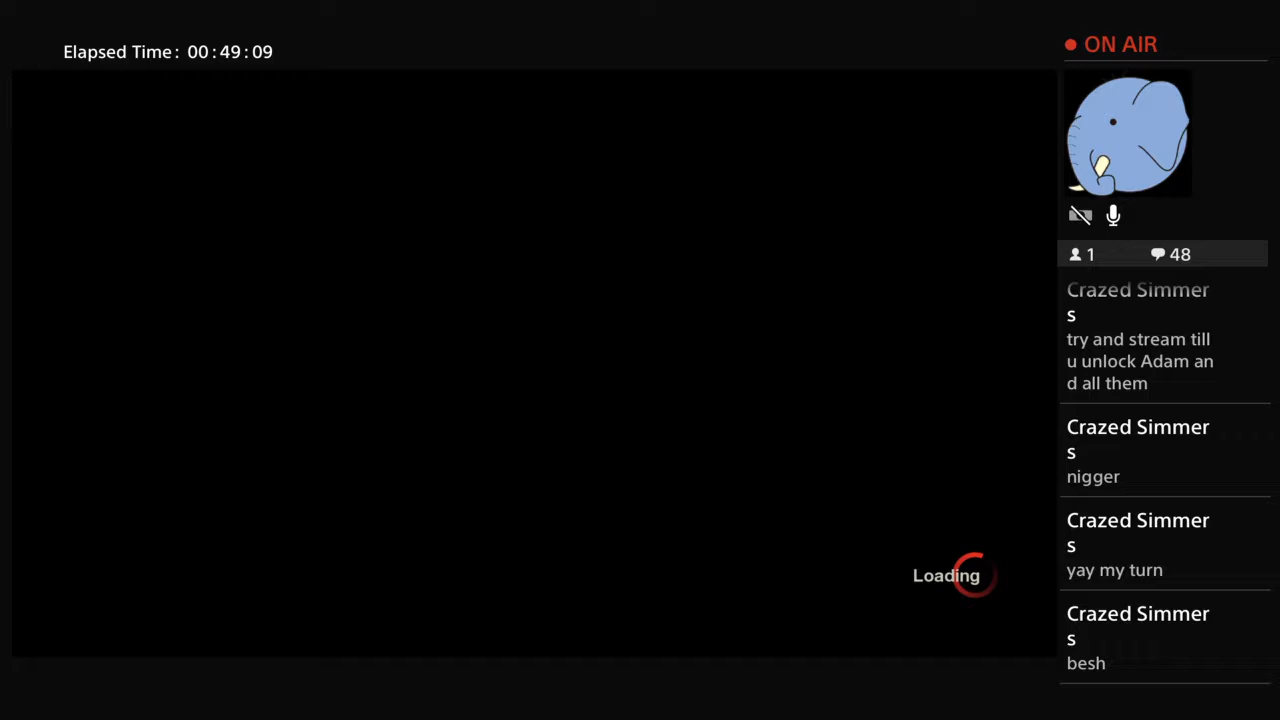 Elapsed Time: 00:49:09
ON AIR
1 48
Crazed Simmer
s
try and stream till
u unlock Adam an
d all them
Crazed Simmer
s
nigger
Crazed Simmer
s
yay my turn
Crazed Simmer
s
besh
Loading